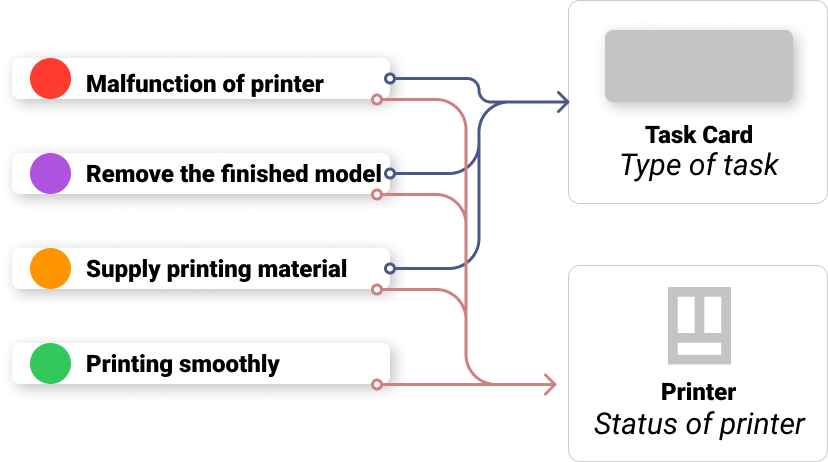 Malfunction of printer
Remove the finished model
Supply printing material
Printing smoothly
Task Card
Type of task
Printer
Status of printer